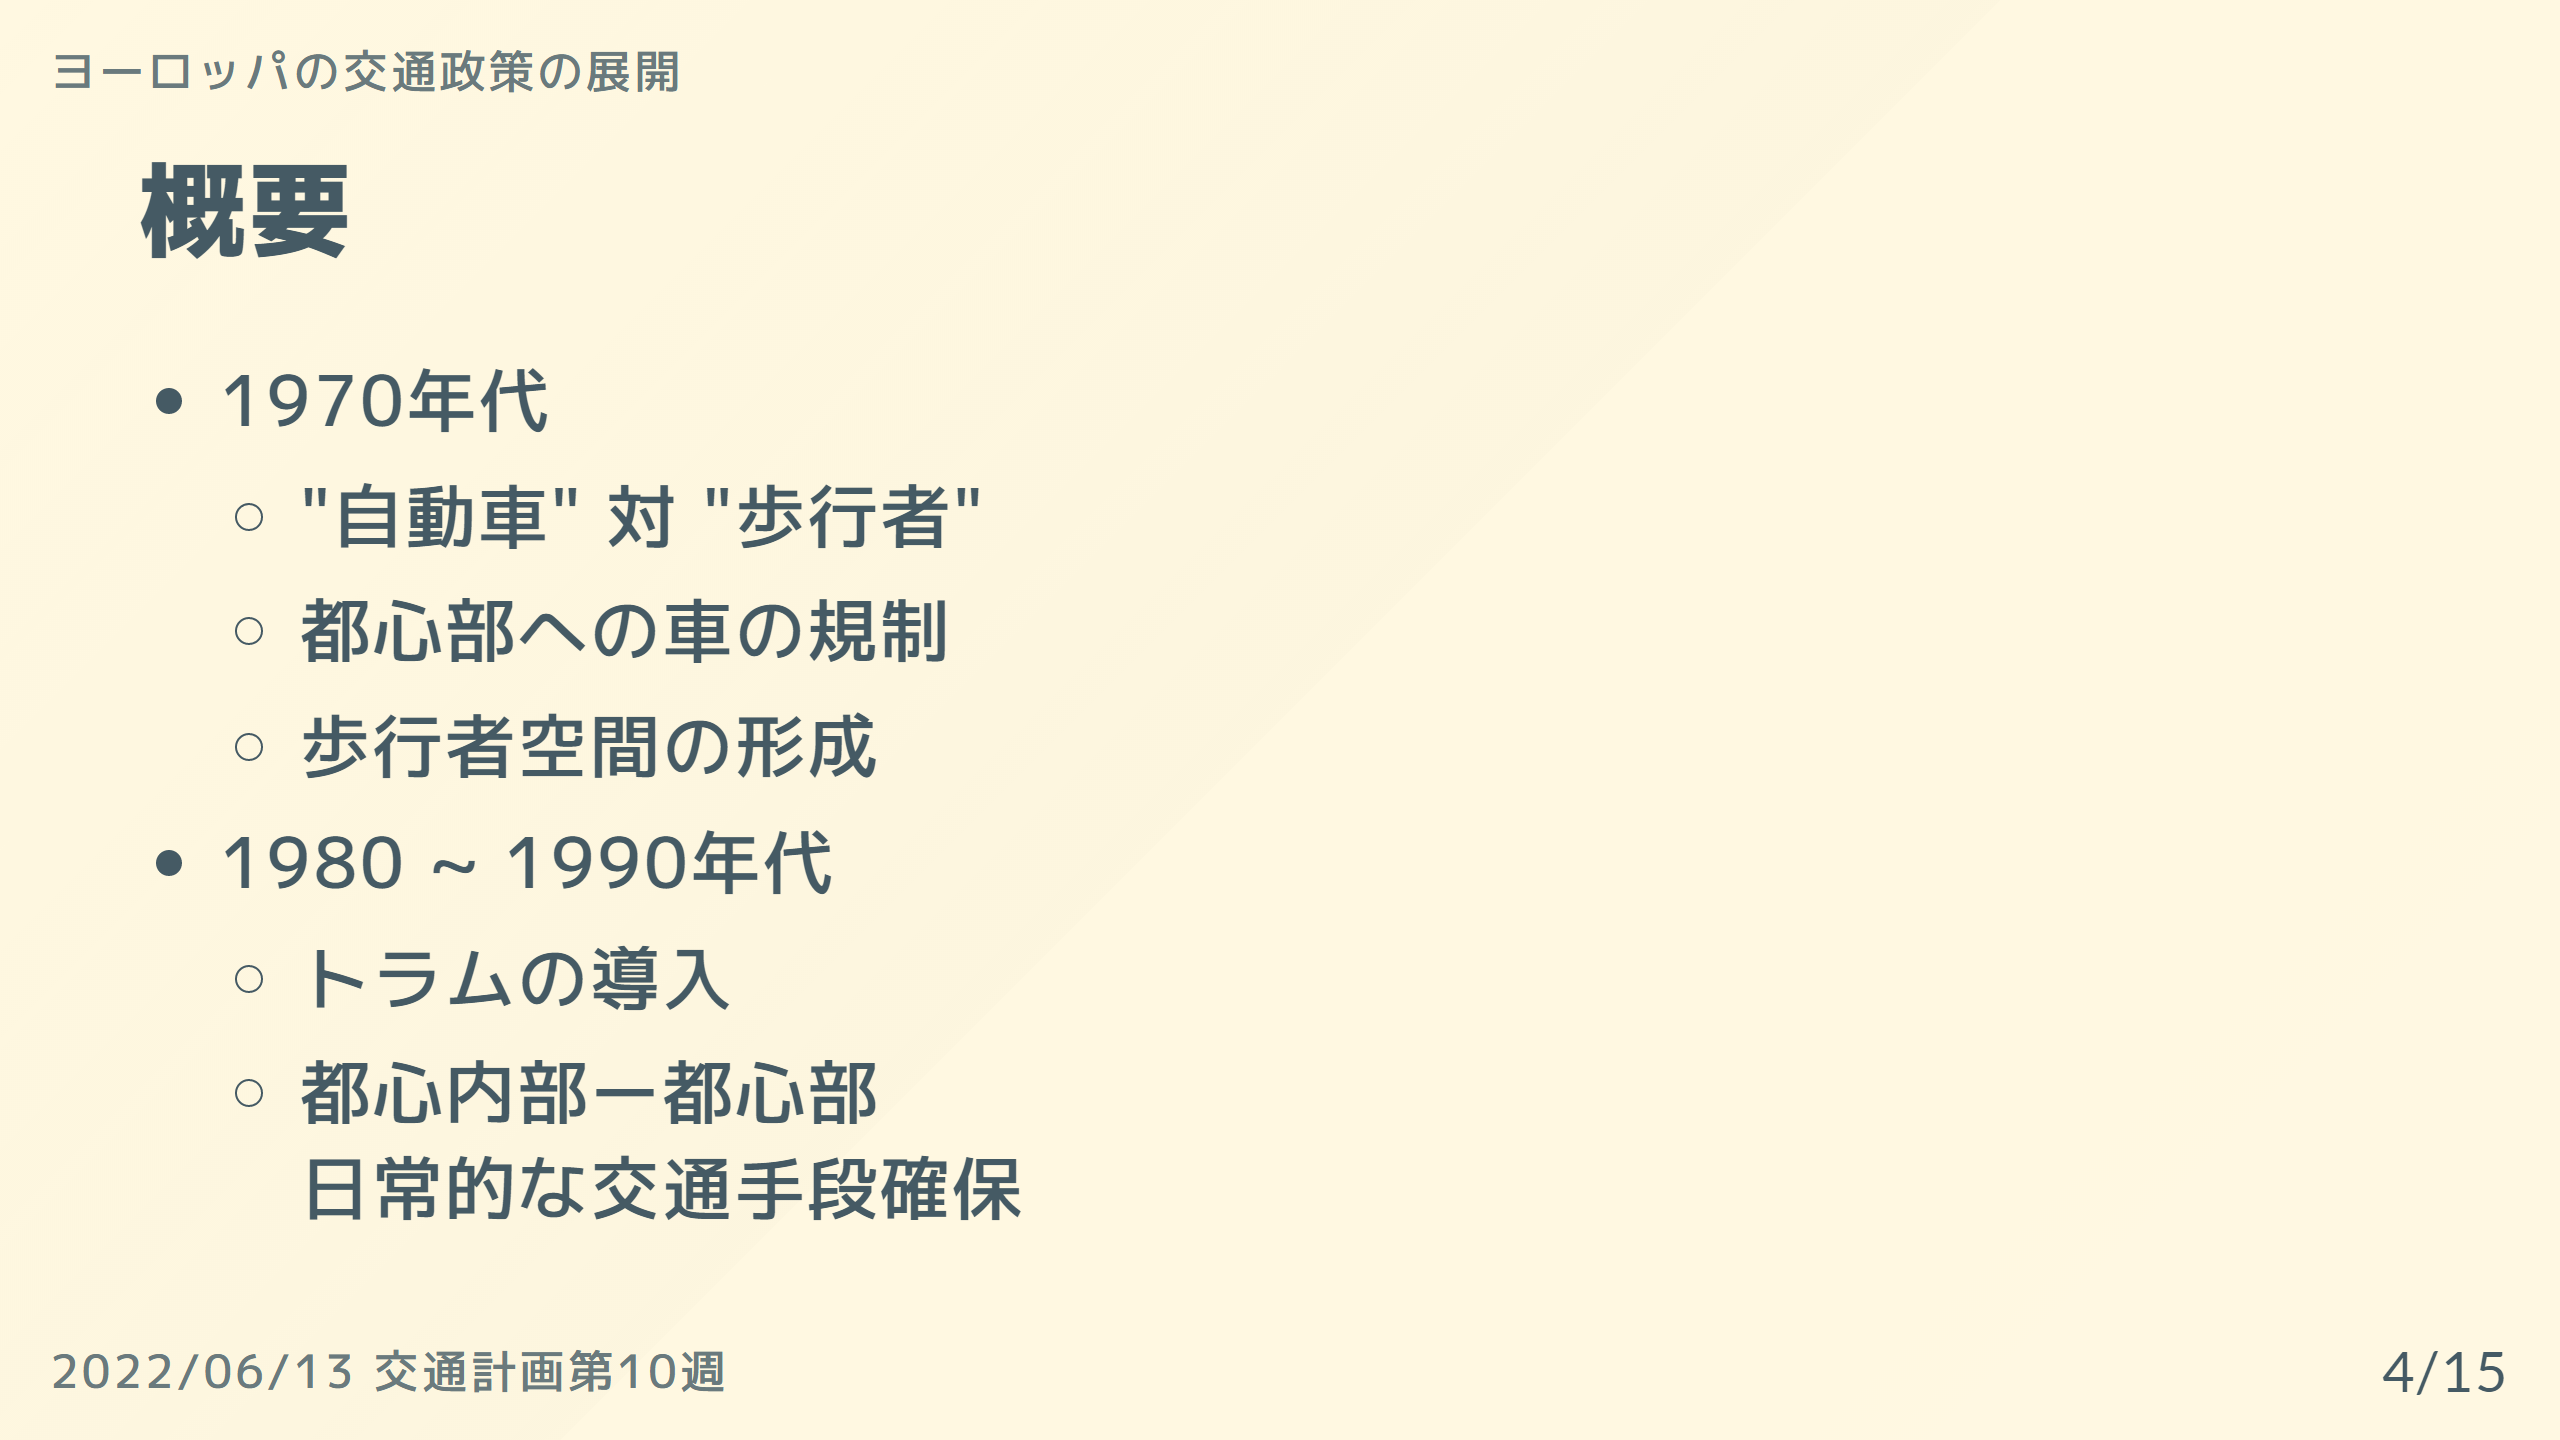 ヨーロッパの交通政策の展開
概要
• 1970年代
○ "自動車" 対 "歩行者"
○ 都心部への車の規制
○ 歩行者空間の形成
• 1980 ~ 1990年代
○ トラムの導入
○ 都心内部ー都心部
日常的な交通手段確保
2022/06/13 交通計画第10週
4/15